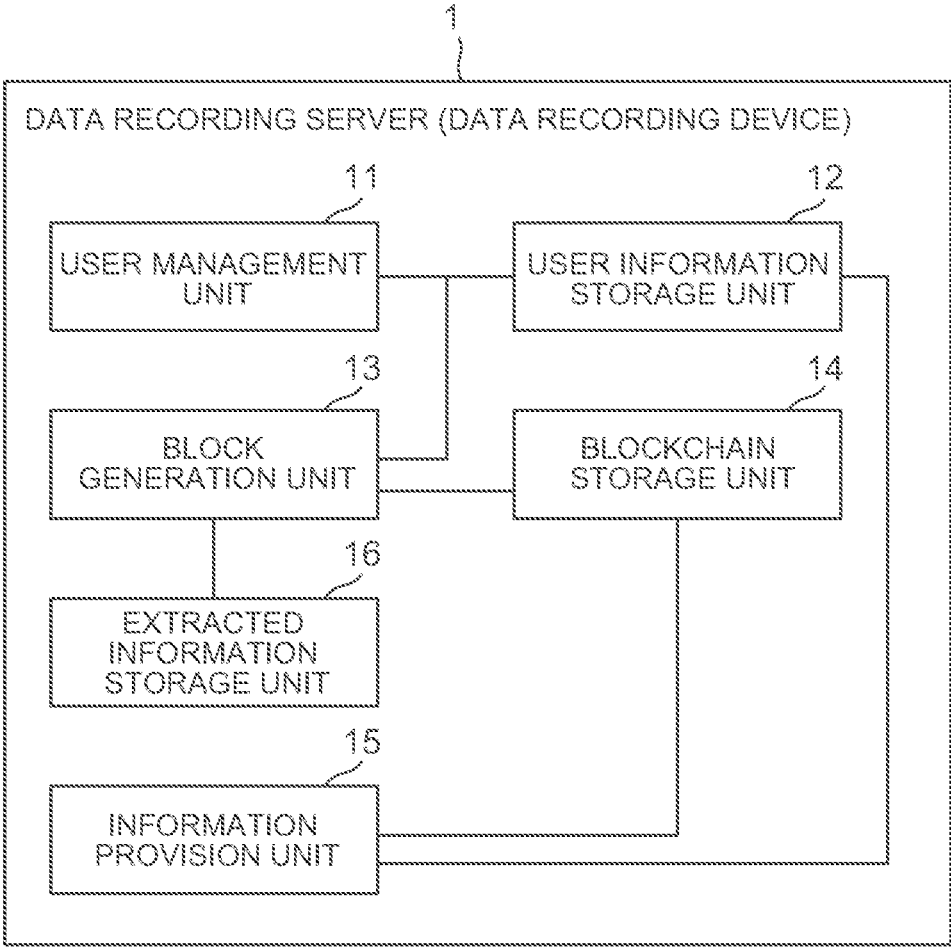 1
DATA RECORDING SERVER (DATA RECORDING DEVICE)
11
USER MANAGEMENT
UNIT
12
USER INFORMATION
STORAGE UNIT
13
BLOCK
GENERATION UNIT
14
BLOCKCHAIN
STORAGE UNIT
16
EXTRACTED
INFORMATION
STORAGE UNIT
15
INFORMATION
PROVISION UNIT